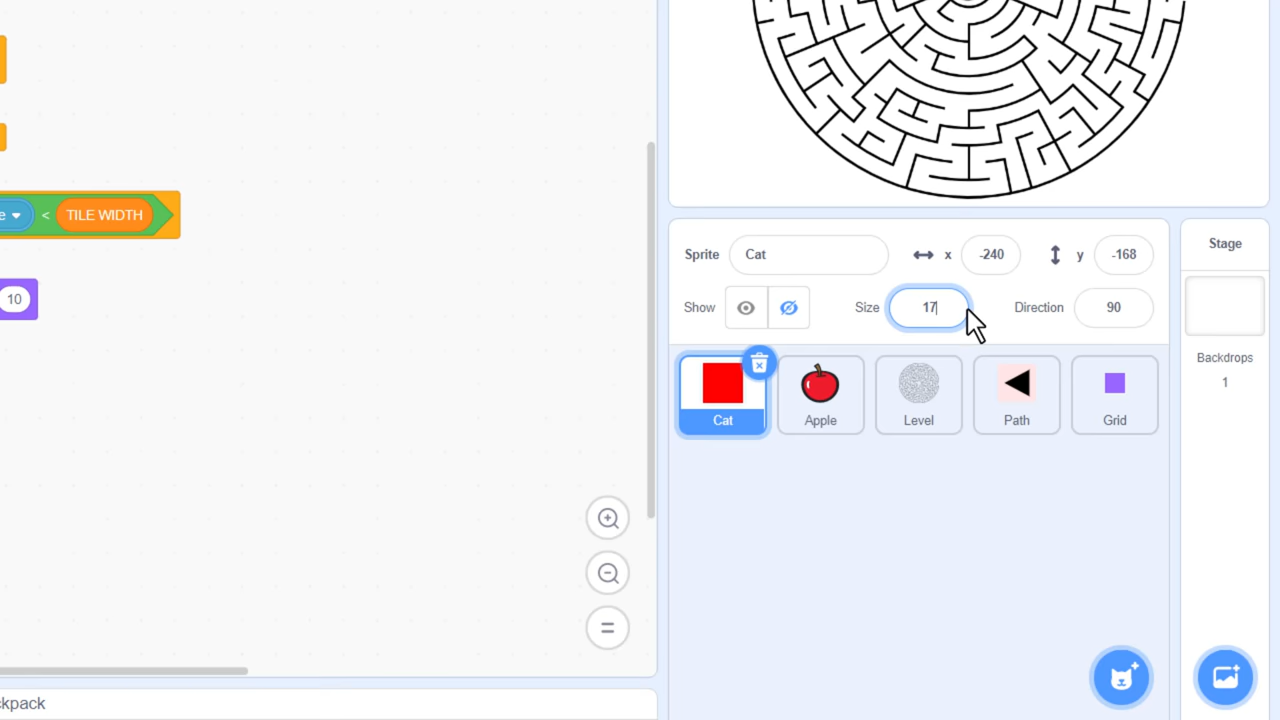 e < TILE WIDTH
10
Sprite Cat x -240 y -168
Show Size 17 Direction 90
Cat Apple Level Path Grid
Stage
Backdrops
1
ckpack